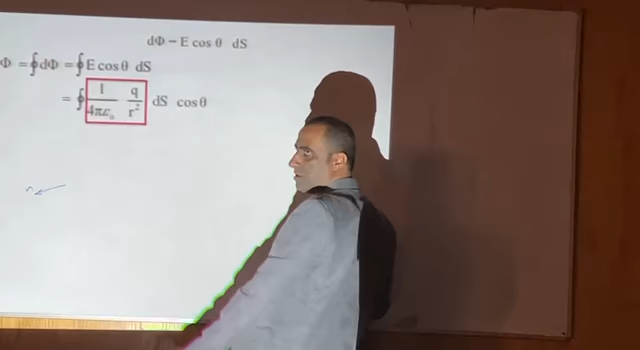 dΦ = E cos θ dS
Φ = ∮dΦ = ∮E cos θ dS
= ∮ 1/4πε₀ q/r² dS cos θ